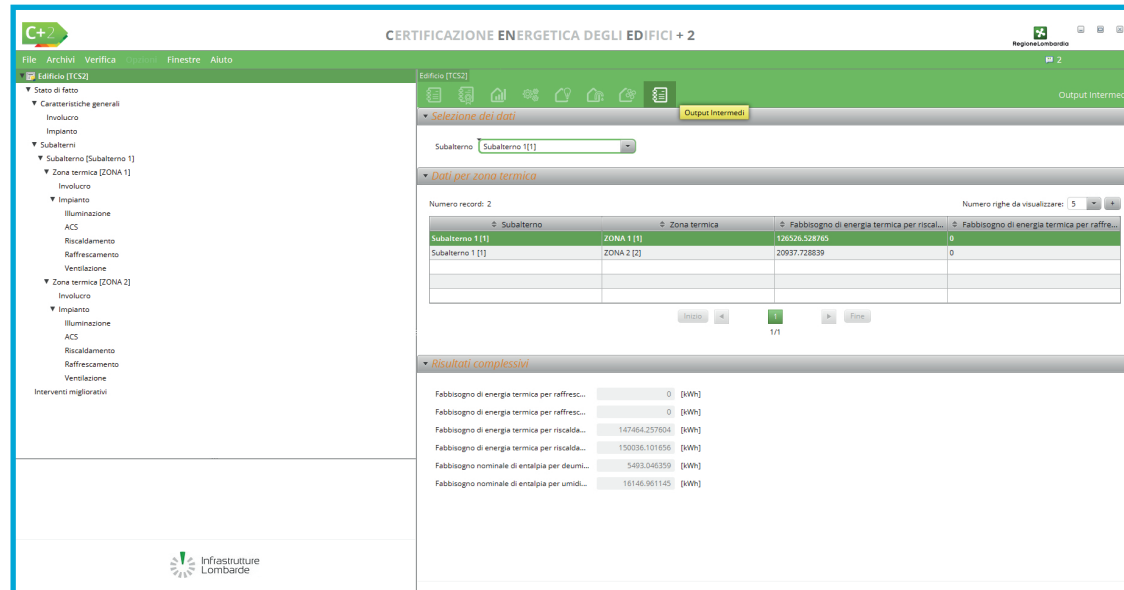 C+2
CERTIFICAZIONE ENERGETICA DEGLI EDIFICI + 2
RegioneLombardia
File Archivi Verifica Opzioni Finestre Aiuto
2
Edificio [TCS2]
Stato di fatto
Caratteristiche generali
Involucro
Impianto
Subalterni
Subalterno [Subalterno 1]
Zona termica [ZONA 1]
Involucro
Impianto
Illuminazione
ACS
Riscaldamento
Raffrescamento
Ventilazione
Zona termica [ZONA 2]
Involucro
Impianto
Illuminazione
ACS
Riscaldamento
Raffrescamento
Ventilazione
Interventi migliorativi
Infrastrutture
Lombarde
Edificio [TCS2]
Output Intermed
Output Intermedi
Selezione dei dati
Subalterno Subalterno 1[1]
Dati per zona termica
Numero record: 2 Numero righe da visualizzare: 5 +
Subalterno Zona termica Fabbisogno di energia termica per riscal... Fabbisogno di energia termica per raffre...
Subalterno 1 [1] ZONA 1 [1] 126526.528765 0
Subalterno 1 [1] ZONA 2 [2] 20937.728839 0
Inizio 1 Fine
1/1
Risultati complessivi
Fabbisogno di energia termica per raffresc... 0 [kWh]
Fabbisogno di energia termica per raffresc... 0 [kWh]
Fabbisogno di energia termica per riscalda... 147464.257604 [kWh]
Fabbisogno di energia termica per riscalda... 150036.101656 [kWh]
Fabbisogno nominale di entalpia per deumi... 5493.046359 [kWh]
Fabbisogno nominale di entalpia per umidi... 16146.961145 [kWh]